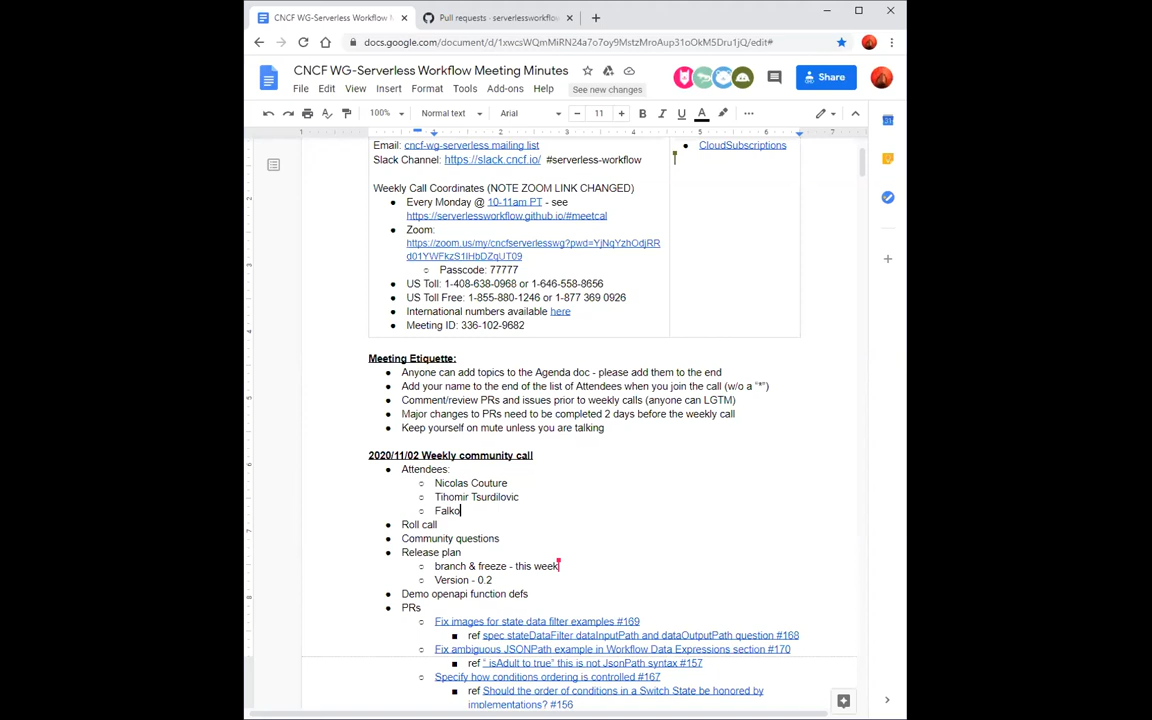 CNCF WG-Serverless Workflow M
Pull requests · serverlessworkflow
docs.google.com/document/d/1xwcsWQmMiRN24a7o7oy9MstzMroAup31oOkM5Dru1jQ/edit#
CNCF WG-Serverless Workflow Meeting Minutes
File Edit View Insert Format Tools Add-ons Help
See new changes
Share
100% Normal text Arial 11 B I U A
Email: cncf-wg-serverless mailing list
CloudSubscriptions
Slack Channel: https://slack.cncf.io/ #serverless-workflow
Weekly Call Coordinates (NOTE ZOOM LINK CHANGED)
Every Monday @ 10-11am PT - see
https://serverlessworkflow.github.io/#meetcal
Zoom:
https://zoom.us/my/cncfserverlesswg?pwd=YjNqYzhOdjRR
d01YWFkzS1lHbDZqUT09
Passcode: 77777
US Toll: 1-408-638-0968 or 1-646-558-8656
US Toll Free: 1-855-880-1246 or 1-877 369 0926
International numbers available here
Meeting ID: 336-102-9682
Meeting Etiquette:
Anyone can add topics to the Agenda doc - please add them to the end
Add your name to the end of the list of Attendees when you join the call (w/o a "*")
Comment/review PRs and issues prior to weekly calls (anyone can LGTM)
Major changes to PRs need to be completed 2 days before the weekly call
Keep yourself on mute unless you are talking
2020/11/02 Weekly community call
Attendees:
Nicolas Couture
Tihomir Tsurdilovic
Falko
Roll call
Community questions
Release plan
branch & freeze - this week
Version - 0.2
Demo openapi function defs
PRs
Fix images for state data filter examples #169
ref spec stateDataFilter dataInputPath and dataOutputPath question #168
Fix ambiguous JSONPath example in Workflow Data Expressions section #170
ref " isAdult to true" this is not JsonPath syntax #157
Specify how conditions ordering is controlled #167
ref Should the order of conditions in a Switch State be honored by
implementations? #156